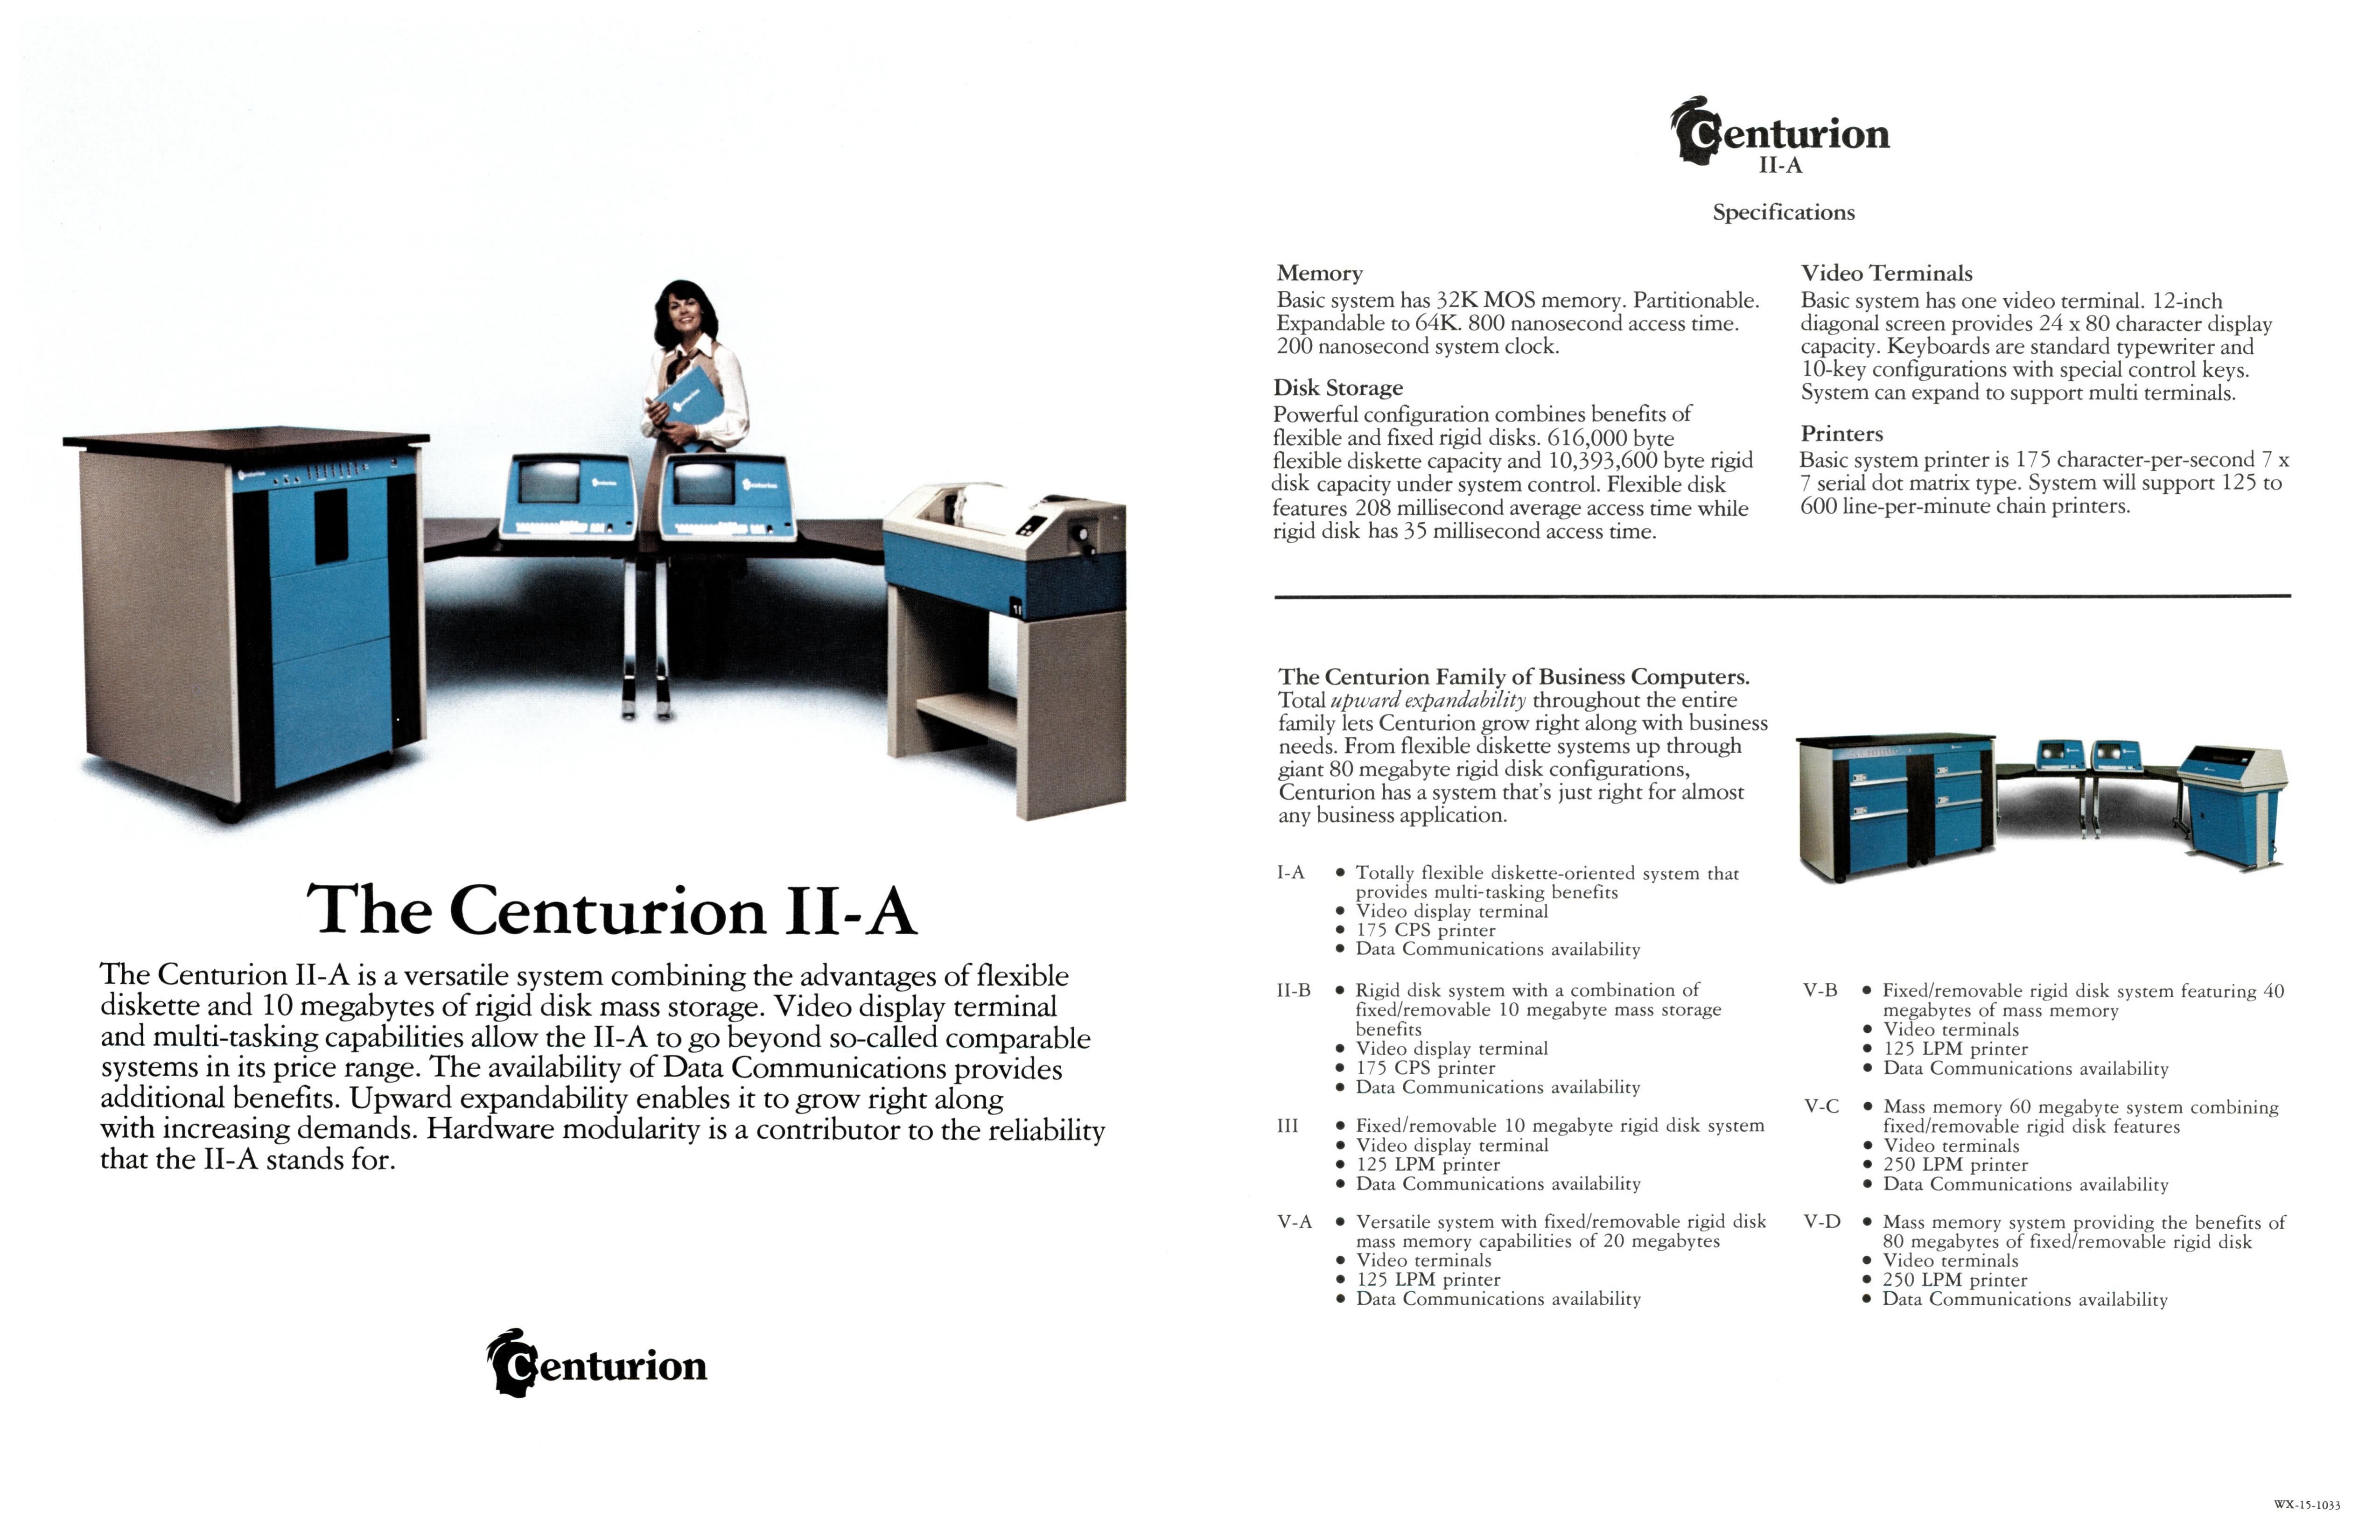 The Centurion II-A
The Centurion II-A is a versatile system combining the advantages of flexible
diskette and 10 megabytes of rigid disk mass storage. Video display terminal
and multi-tasking capabilities allow the II-A to go beyond so-called comparable
systems in its price range. The availability of Data Communications provides
additional benefits. Upward expandability enables it to grow right along
with increasing demands. Hardware modularity is a contributor to the reliability
that the II-A stands for.
Centurion
Centurion
II-A
Specifications
Memory
Basic system has 32K MOS memory. Partitionable.
Expandable to 64K. 800 nanosecond access time.
200 nanosecond system clock.
Disk Storage
Powerful configuration combines benefits of
flexible and fixed rigid disks. 616,000 byte
flexible diskette capacity and 10,393,600 byte rigid
disk capacity under system control. Flexible disk
features 208 millisecond average access time while
rigid disk has 35 millisecond access time.
Video Terminals
Basic system has one video terminal. 12-inch
diagonal screen provides 24 x 80 character display
capacity. Keyboards are standard typewriter and
10-key configurations with special control keys.
System can expand to support multi terminals.
Printers
Basic system printer is 175 character-per-second 7 x
7 serial dot matrix type. System will support 125 to
600 line-per-minute chain printers.
The Centurion Family of Business Computers.
Total upward expandability throughout the entire
family lets Centurion grow right along with business
needs. From flexible diskette systems up through
giant 80 megabyte rigid disk configurations,
Centurion has a system that's just right for almost
any business application.
I-A • Totally flexible diskette-oriented system that
provides multi-tasking benefits
• Video display terminal
• 175 CPS printer
• Data Communications availability
II-B • Rigid disk system with a combination of
fixed/removable 10 megabyte mass storage
benefits
• Video display terminal
• 175 CPS printer
• Data Communications availability
III • Fixed/removable 10 megabyte rigid disk system
• Video display terminal
• 125 LPM printer
• Data Communications availability
V-A • Versatile system with fixed/removable rigid disk
mass memory capabilities of 20 megabytes
• Video terminals
• 125 LPM printer
• Data Communications availability
V-B • Fixed/removable rigid disk system featuring 40
megabytes of mass memory
• Video terminals
• 125 LPM printer
• Data Communications availability
V-C • Mass memory 60 megabyte system combining
fixed/removable rigid disk features
• Video terminals
• 250 LPM printer
• Data Communications availability
V-D • Mass memory system providing the benefits of
80 megabytes of fixed/removable rigid disk
• Video terminals
• 250 LPM printer
• Data Communications availability
WX-15-1033
Centurion
Centurion
Centurion
Centurion